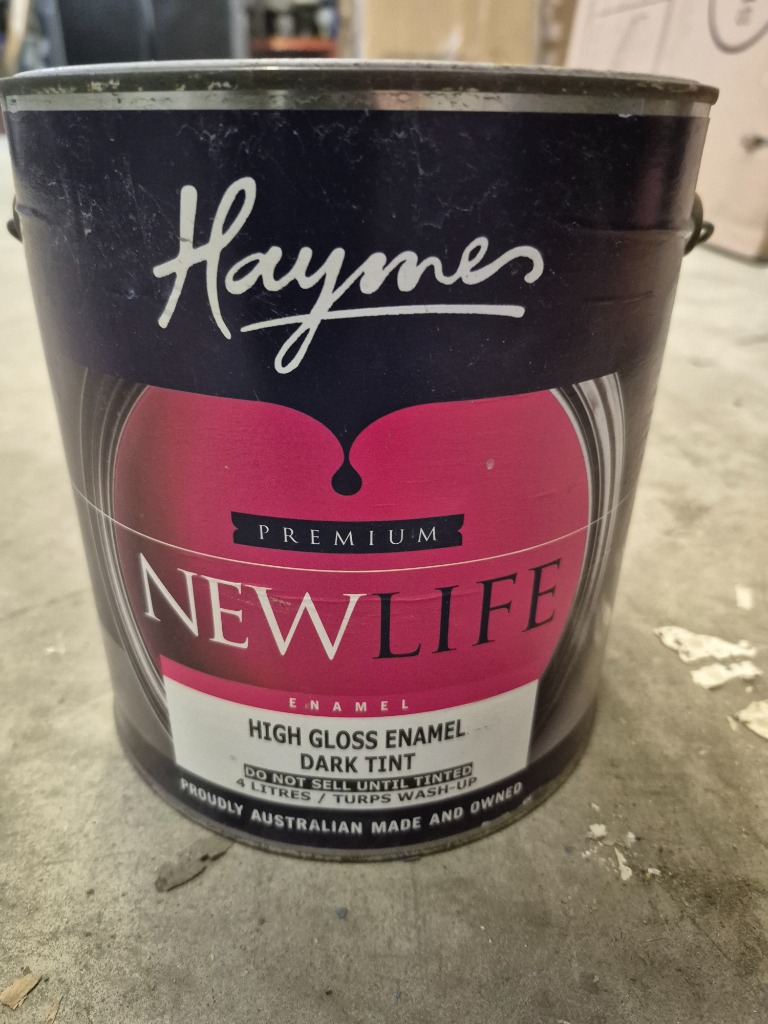 Haymes
PREMIUM
NEWLIFE
ENAMEL
HIGH GLOSS ENAMEL
DARK TINT
DO NOT SELL UNTIL TINTED
4 LITRES / TURPS WASH-UP
PROUDLY AUSTRALIAN MADE AND OWNED